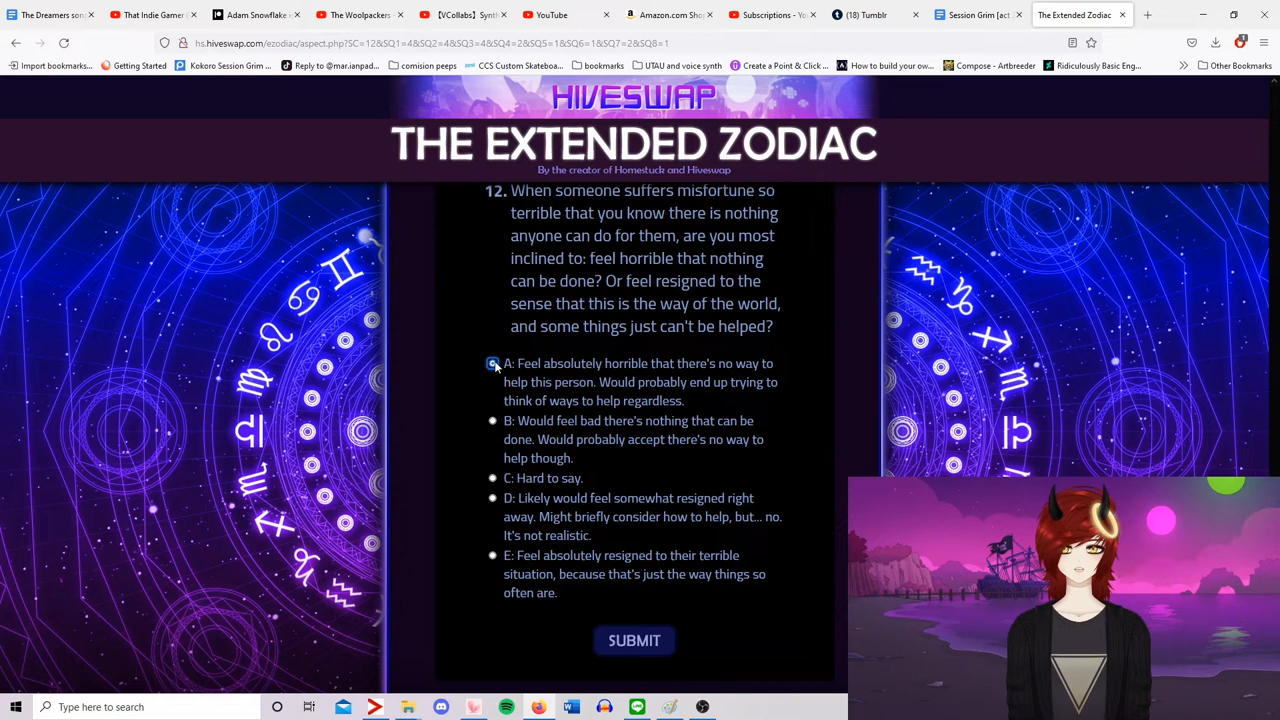 The Dreamers son
That Indie Gamer (
Adam Snowflake is
The Woolpackers -
【VCollabs】Synth
YouTube
Amazon.com Sho
Subscriptions - Yo
(18) Tumblr
Session Grim [act
The Extended Zodiac
hs.hiveswap.com/ezodiac/aspect.php?SC=12&SQ1=4&SQ2=4&SQ3=4&SQ4=2&SQ5=1&SQ6=1&SQ7=2&SQ8=1
Import bookmarks...
Getting Started
Kokoro Session Grim ...
Reply to @mar.ianpad...
comision peeps
CCS Custom Skateboa...
bookmarks
UTAU and voice synth
Create a Point & Click ...
How to build your ow...
Compose - Artbreeder
Ridiculously Basic Eng...
Other Bookmarks
HIVESWAP
THE EXTENDED ZODIAC
By the creator of Homestuck and Hiveswap
12. When someone suffers misfortune so
terrible that you know there is nothing
anyone can do for them, are you most
inclined to: feel horrible that nothing
can be done? Or feel resigned to the
sense that this is the way of the world,
and some things just can't be helped?
A: Feel absolutely horrible that there's no way to
help this person. Would probably end up trying to
think of ways to help regardless.
B: Would feel bad there's nothing that can be
done. Would probably accept there's no way to
help though.
C: Hard to say.
D: Likely would feel somewhat resigned right
away. Might briefly consider how to help, but... no.
It's not realistic.
E: Feel absolutely resigned to their terrible
situation, because that's just the way things so
often are.
SUBMIT
Type here to search